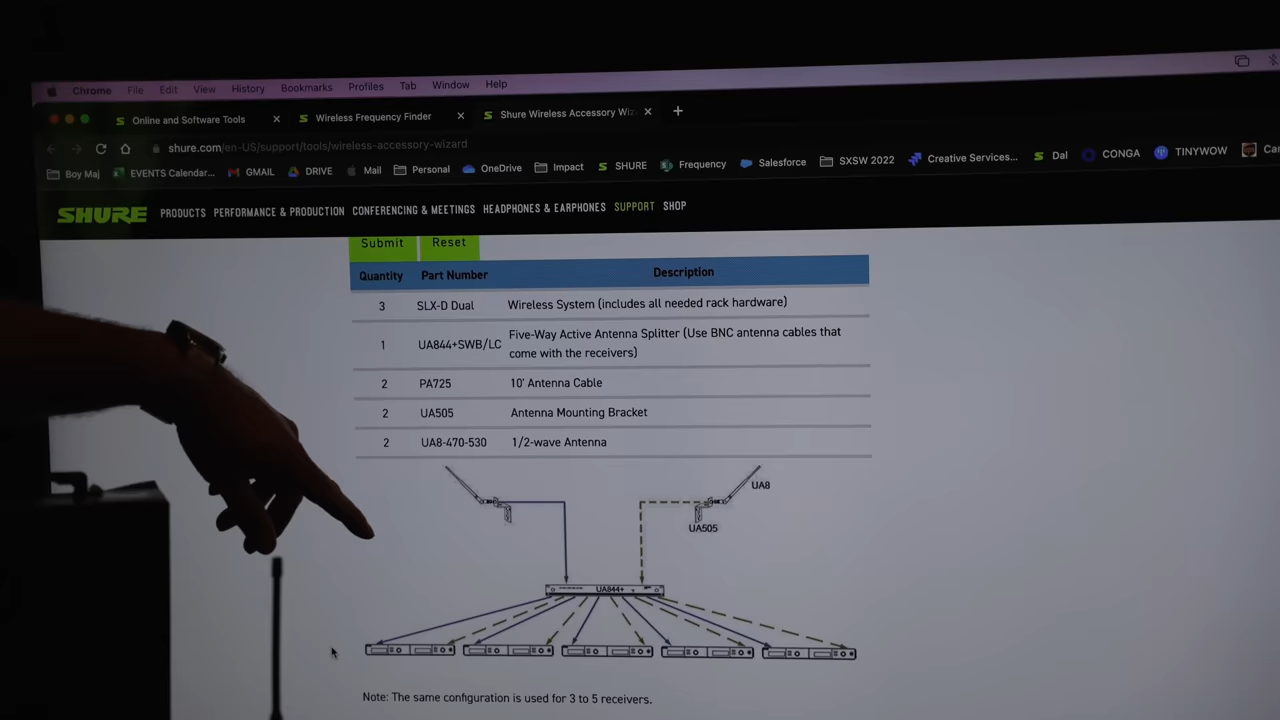 Chrome File Edit View History Bookmarks Profiles Tab Window Help
Online and Software Tools
Wireless Frequency Finder
Shure Wireless Accessory Wiz
shure.com/en-US/support/tools/wireless-accessory-wizard
Boy Maj EVENTS Calendar... GMAIL DRIVE Mail Personal OneDrive Impact SHURE Frequency Salesforce SXSW 2022 Creative Services... Dal CONGA TINYWOW Can
SHURE PRODUCTS PERFORMANCE & PRODUCTION CONFERENCING & MEETINGS HEADPHONES & EARPHONES SUPPORT SHOP
Submit Reset
Quantity Part Number Description
3 SLX-D Dual Wireless System (includes all needed rack hardware)
1 UA844+SWB/LC Five-Way Active Antenna Splitter (Use BNC antenna cables that
come with the receivers)
2 PA725 10' Antenna Cable
2 UA505 Antenna Mounting Bracket
2 UA8-470-530 1/2-wave Antenna
UA8
UA505
UA844+
Note: The same configuration is used for 3 to 5 receivers.